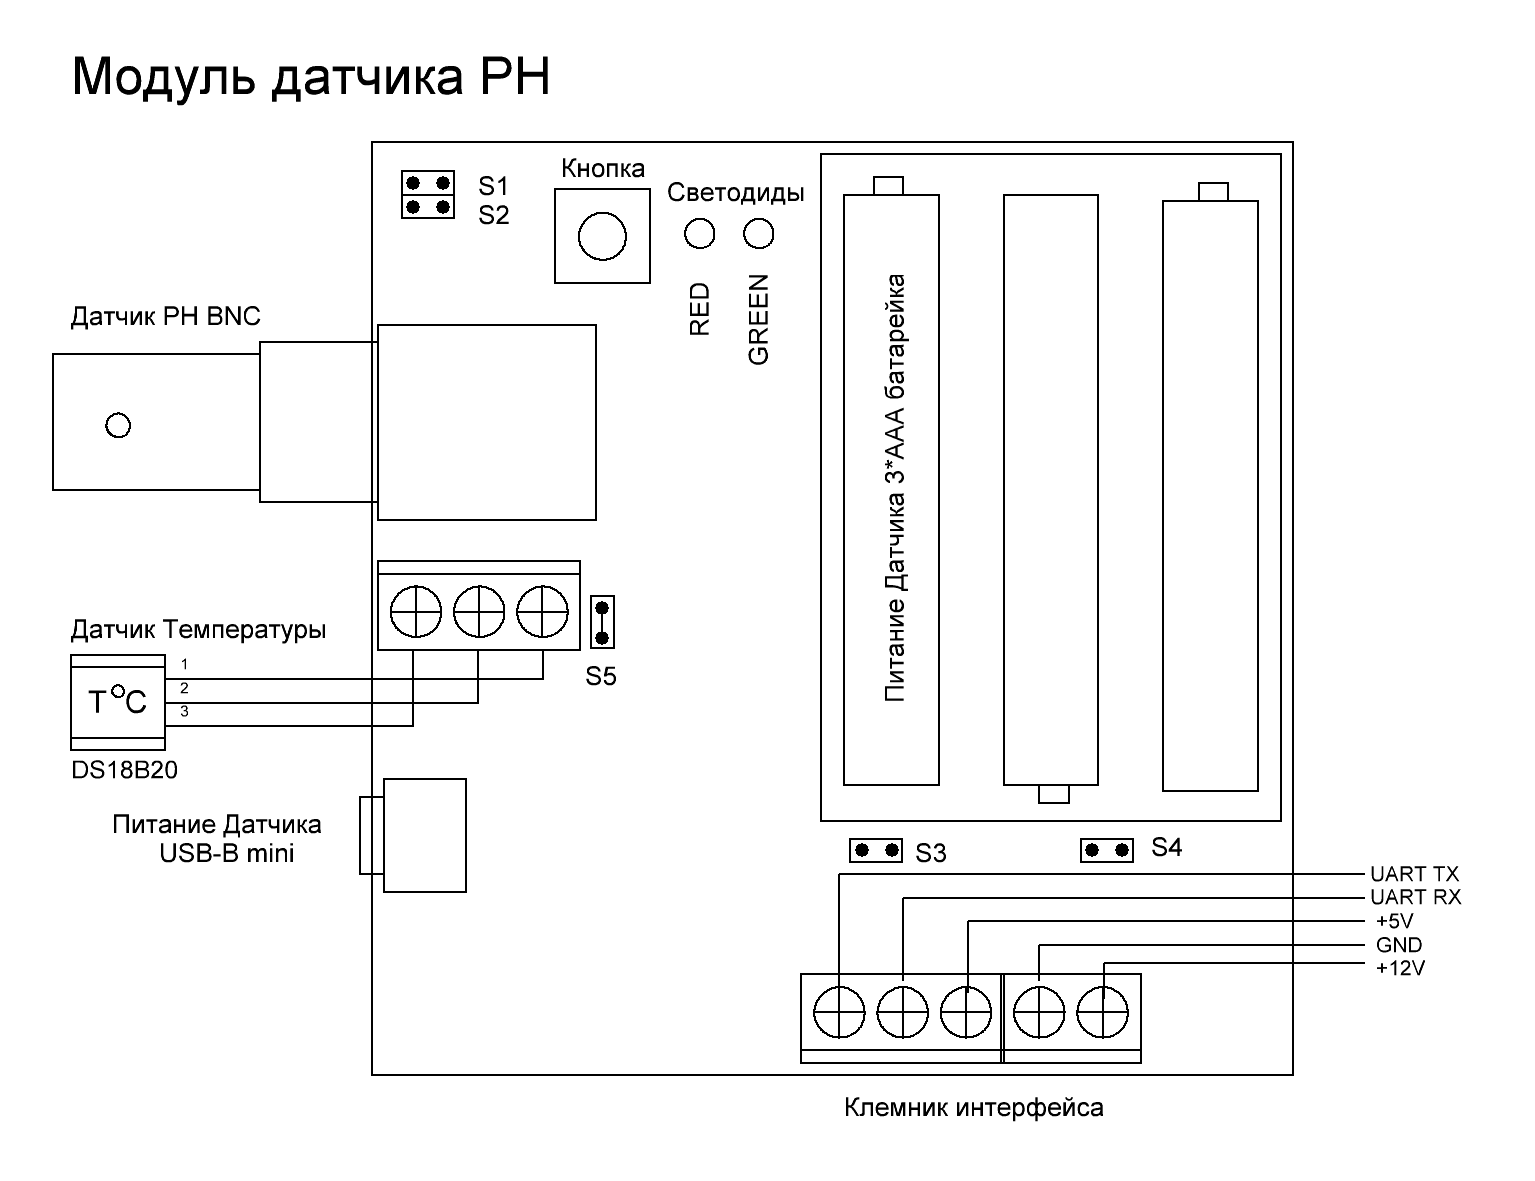 Модуль датчика PH
Кнопка
Светодиды
S1
S2
RED
GREEN
Датчик PH BNC
Питание Датчика 3*AAA батарейка
Датчик Температуры
1
2
3
T°C
DS18B20
S5
Питание Датчика
USB-B mini
S3
S4
UART TX
UART RX
+5V
GND
+12V
Клемник интерфейса